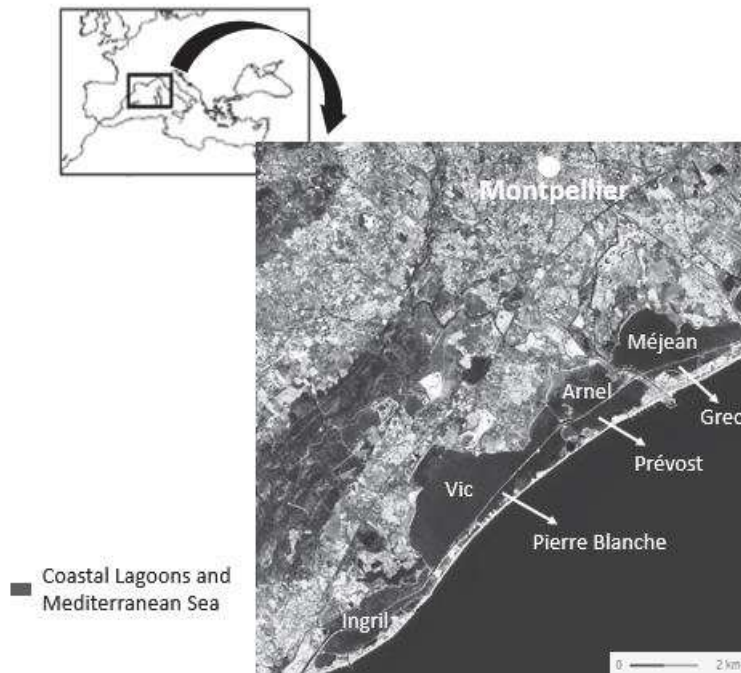 Montpellier
Méjean
Arnel
Grec
Prévost
Vic
Pierre Blanche
Coastal Lagoons and
Mediterranean Sea
Ingril
0 2 km